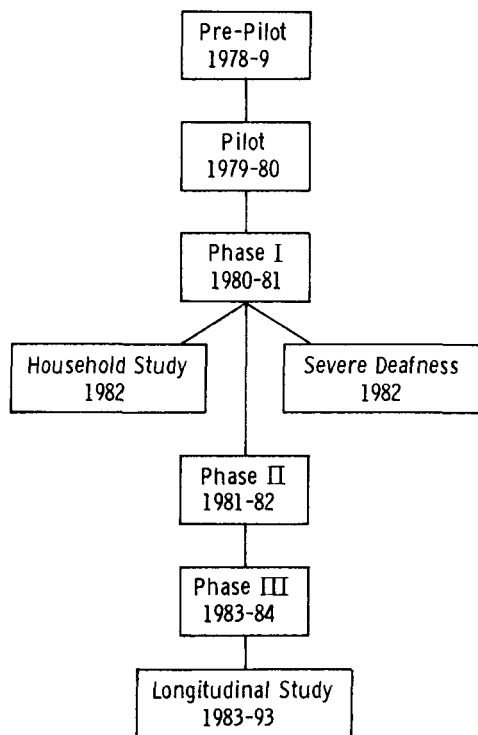 Pre-Pilot
1978-9
Pilot
1979-80
Phase I
1980-81
Household Study
1982
Severe Deafness
1982
Phase II
1981-82
Phase III
1983-84
Longitudinal Study
1983-93